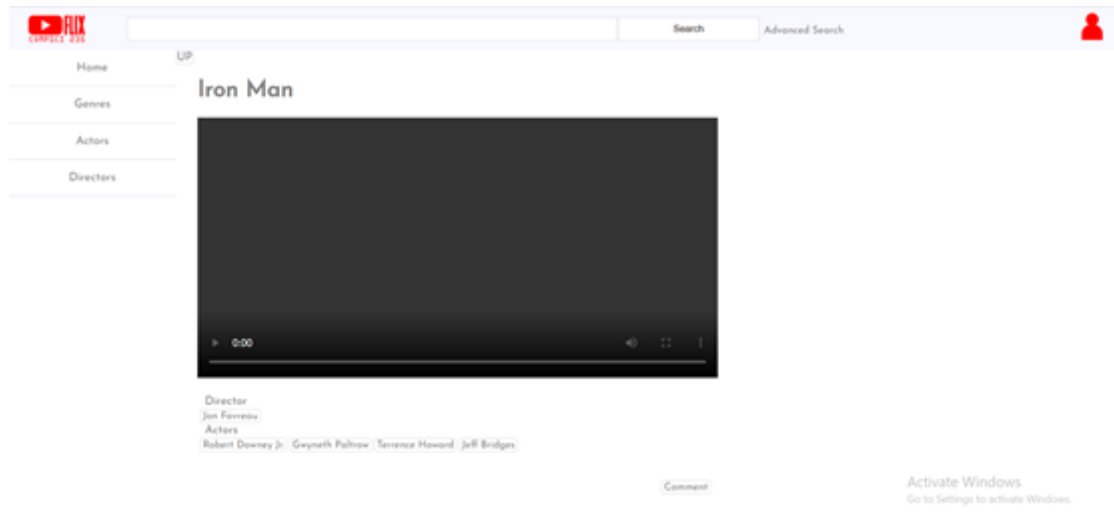 FLIX
COMPSCI 235
Search
Advanced Search
UP
Home
Genres
Actors
Directors
Iron Man
0:00
Director
Jon Favreau
Actors
Robert Downey Jr. Gwyneth Paltrow Terrence Howard Jeff Bridges
Comment
Activate Windows
Go to Settings to activate Windows.